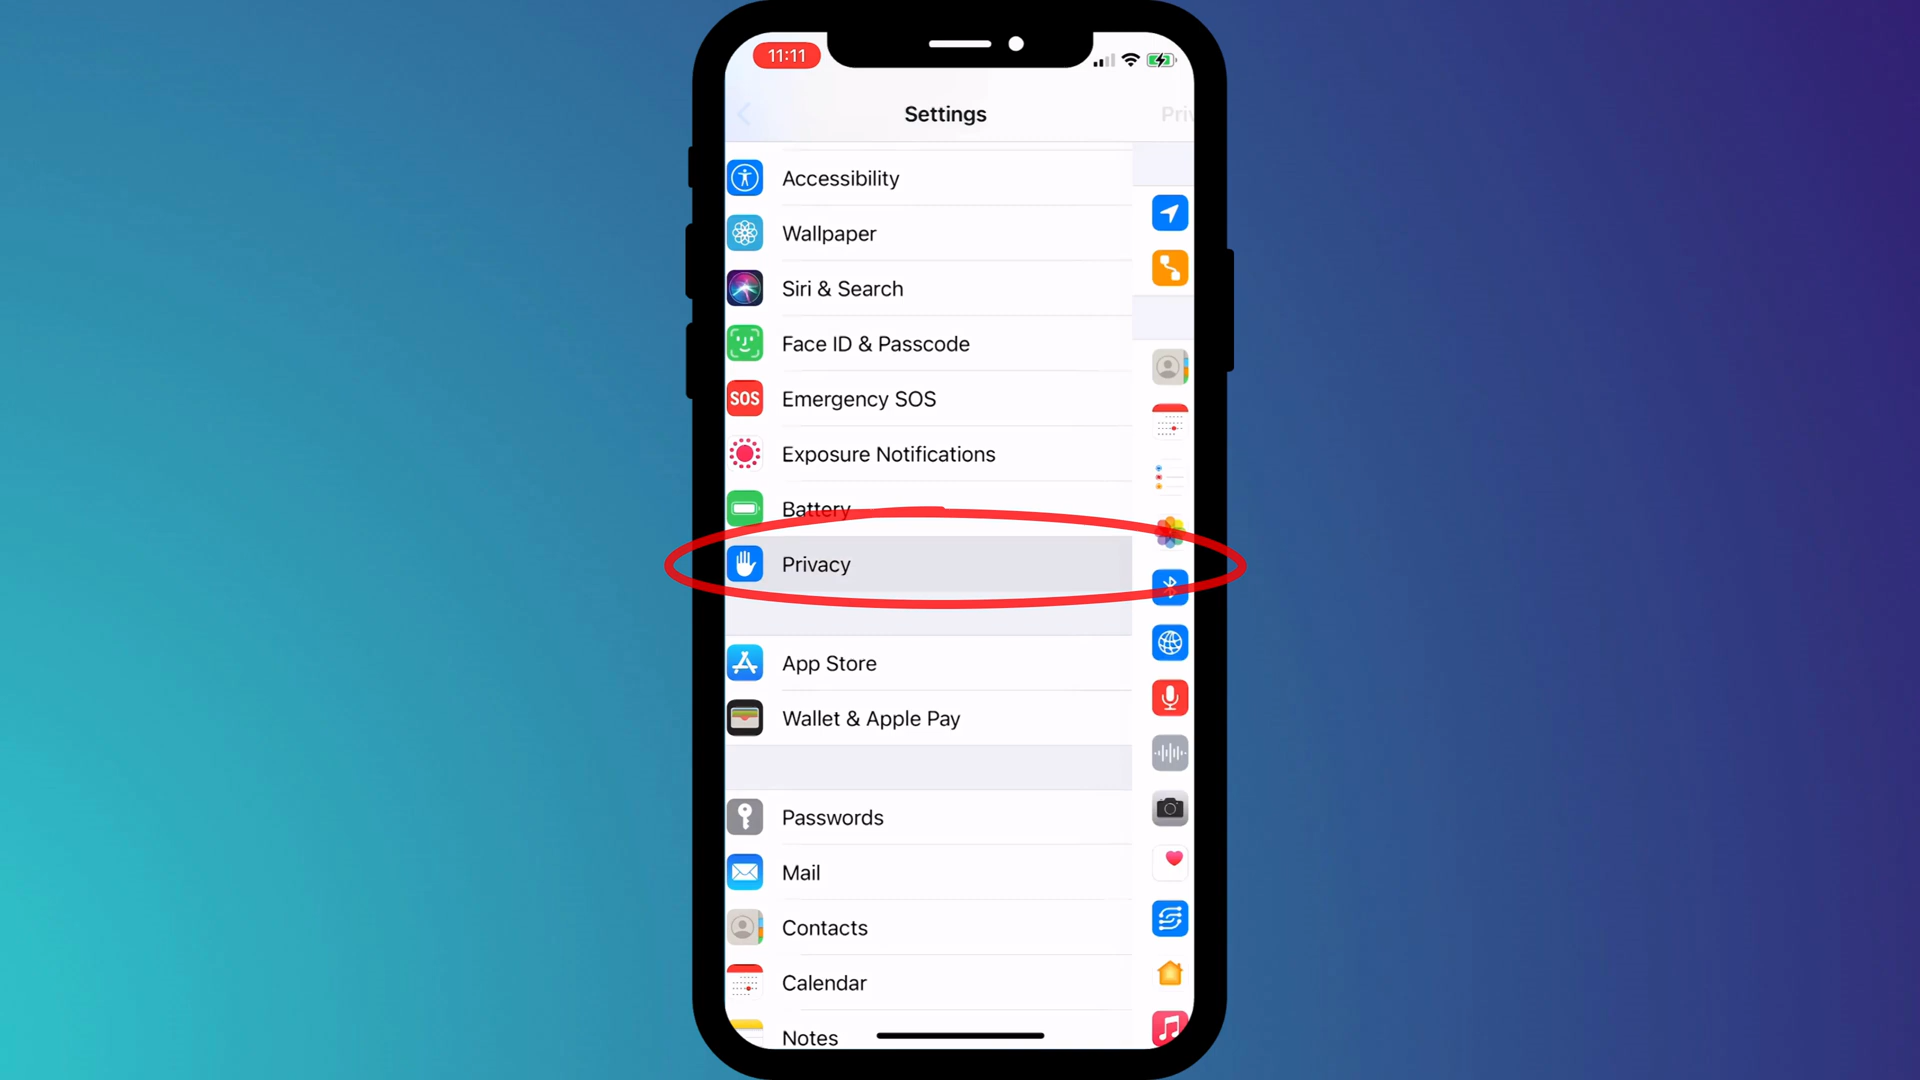 11:11
Settings
Priv
Accessibility
Wallpaper
Siri & Search
Face ID & Passcode
SOS
Emergency SOS
Exposure Notifications
Battery
Privacy
App Store
Wallet & Apple Pay
Passwords
Mail
Contacts
Calendar
Notes